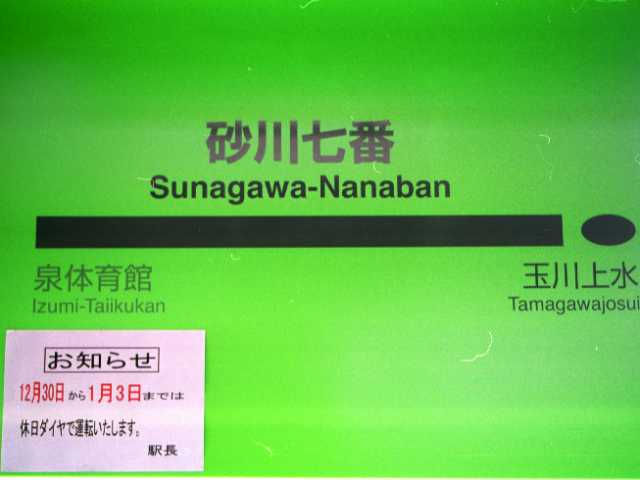 砂川七番
Sunagawa-Nanaban
泉体育館
Izumi-Taiikukan
玉川上水
Tamagawajosui
お知らせ
12月30日から1月3日までは
休日ダイヤで運転いたします。
駅長